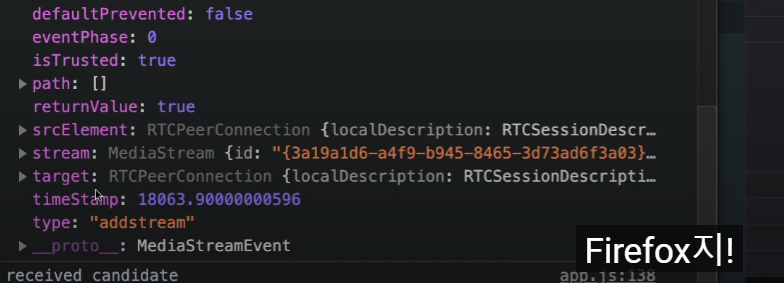 defaultPrevented: false
eventPhase: 0
isTrusted: true
▶ path: []
returnValue: true
▶ srcElement: RTCPeerConnection {localDescription: RTCSessionDescr…
▶ stream: MediaStream {id: "{3a19a1d6-a4f9-b945-8465-3d73ad6f3a03}…
▶ target: RTCPeerConnection {localDescription: RTCSessionDescripti…
timeStamp: 18063.90000000596
type: "addstream"
▶ __proto__: MediaStreamEvent
Firefox지!
received candidate app.js:138